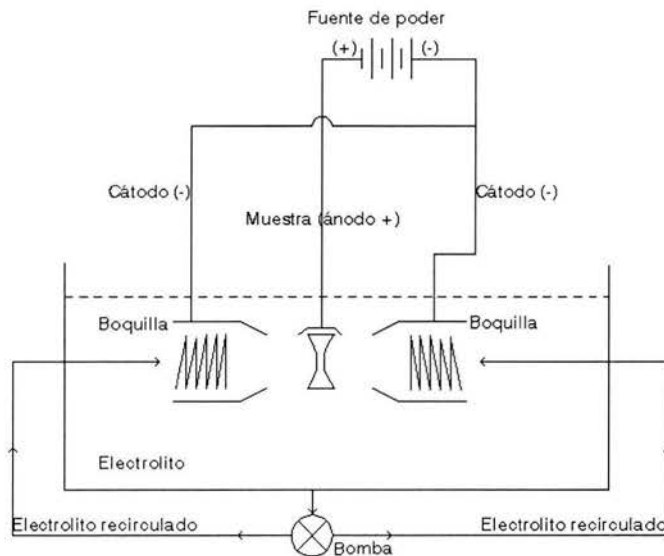 Fuente de poder
(+) (-)
Cátodo (-) Cátodo (-)
Muestra (ánodo +)
Boquilla Boquilla
Electrolito
Electrolito recirculado Electrolito recirculado
Bomba